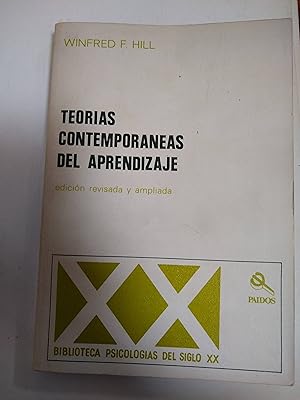 WINFRED F. HILL
TEORIAS
CONTEMPORANEAS
DEL APRENDIZAJE
edición revisada y ampliada
XX
PAIDOS
BIBLIOTECA PSICOLOGIAS DEL SIGLO XX